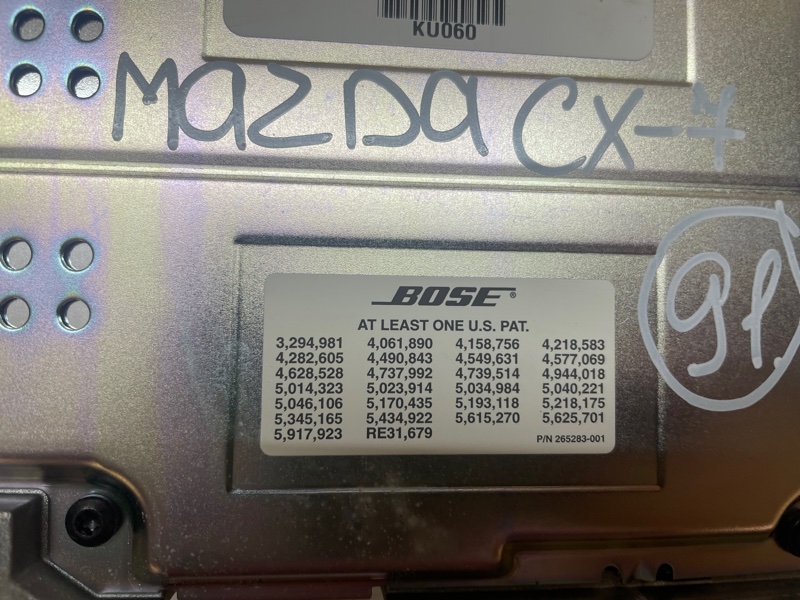 KU060
MAZDA CX-7
91.
BOSE®
AT LEAST ONE U.S. PAT.
3,294,981 4,061,890 4,158,756 4,218,583
4,282,605 4,490,843 4,549,631 4,577,069
4,628,528 4,737,992 4,739,514 4,944,018
5,014,323 5,023,914 5,034,984 5,040,221
5,046,106 5,170,435 5,193,118 5,218,175
5,345,165 5,434,922 5,615,270 5,625,701
5,917,923 RE31,679
P/N 265283-001